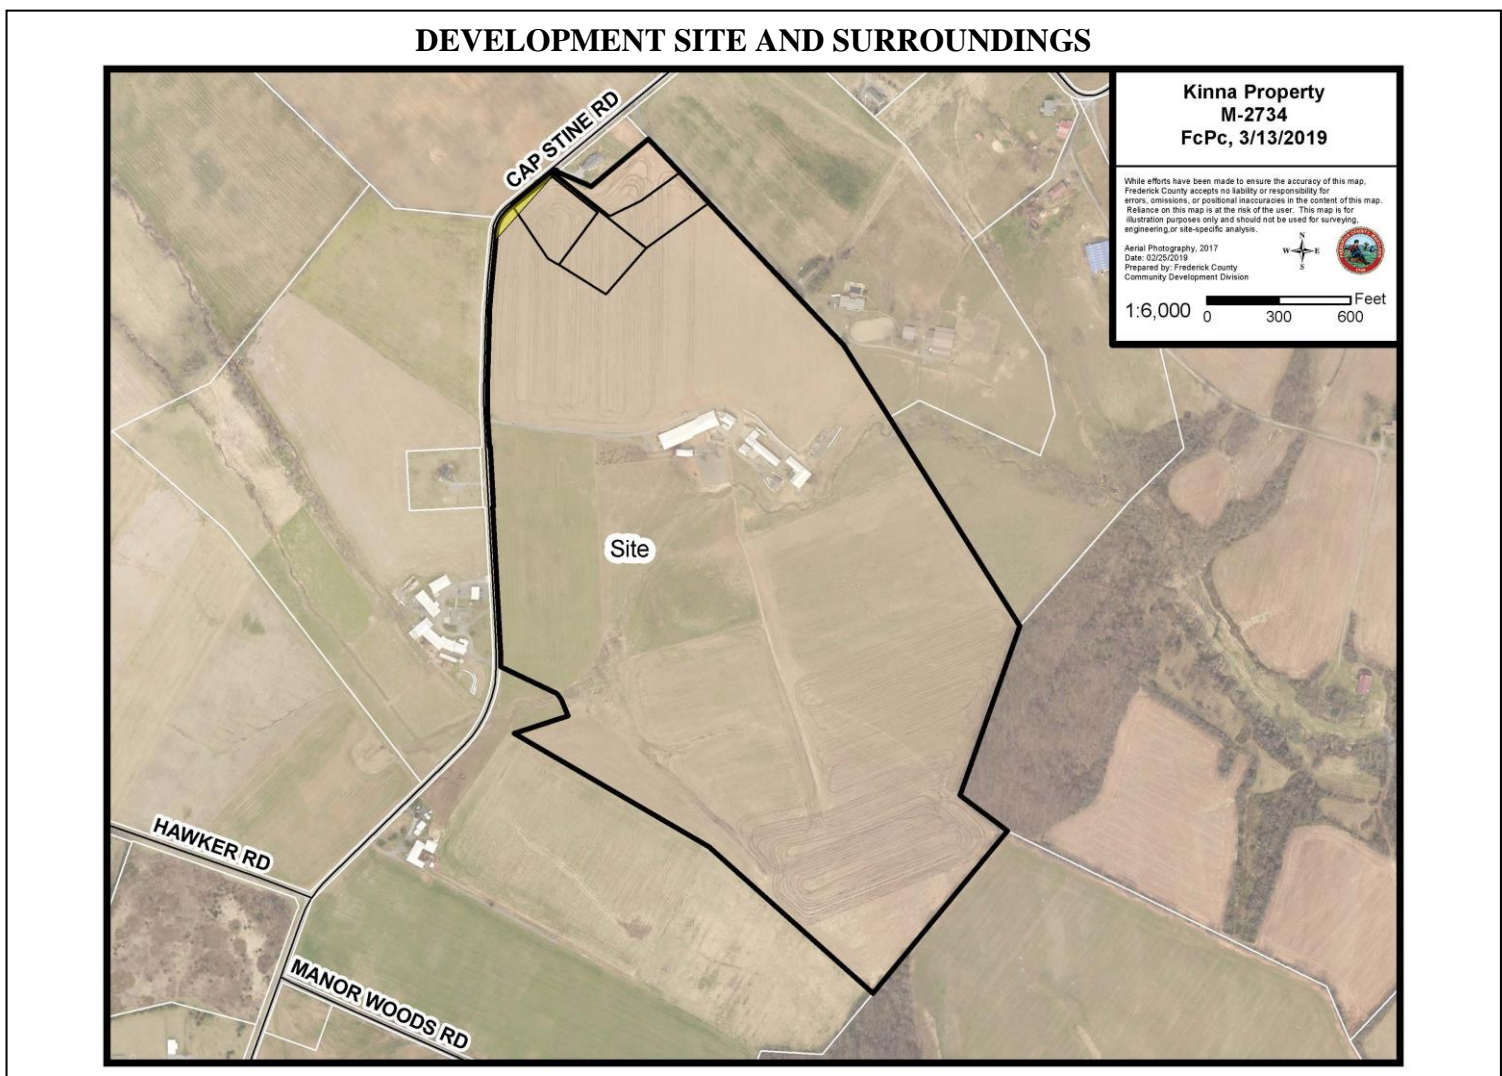 DEVELOPMENT SITE AND SURROUNDINGS
Kinna Property
M-2734
FcPc, 3/13/2019
While efforts have been made to ensure the accuracy of this map,
Frederick County accepts no liability or responsibility for
errors, omissions, or positional inaccuracies in the content of this map.
Reliance on this map is at the risk of the user. This map is for
illustration purposes only and should not be used for surveying,
engineering,or site-specific analysis.
Aerial Photography, 2017
Date: 02/25/2019
Prepared by: Frederick County
Community Development Division
N
W E
S
1:6,000
Feet
0 300 600
CAP STINE RD
Site
HAWKER RD
MANOR WOODS RD